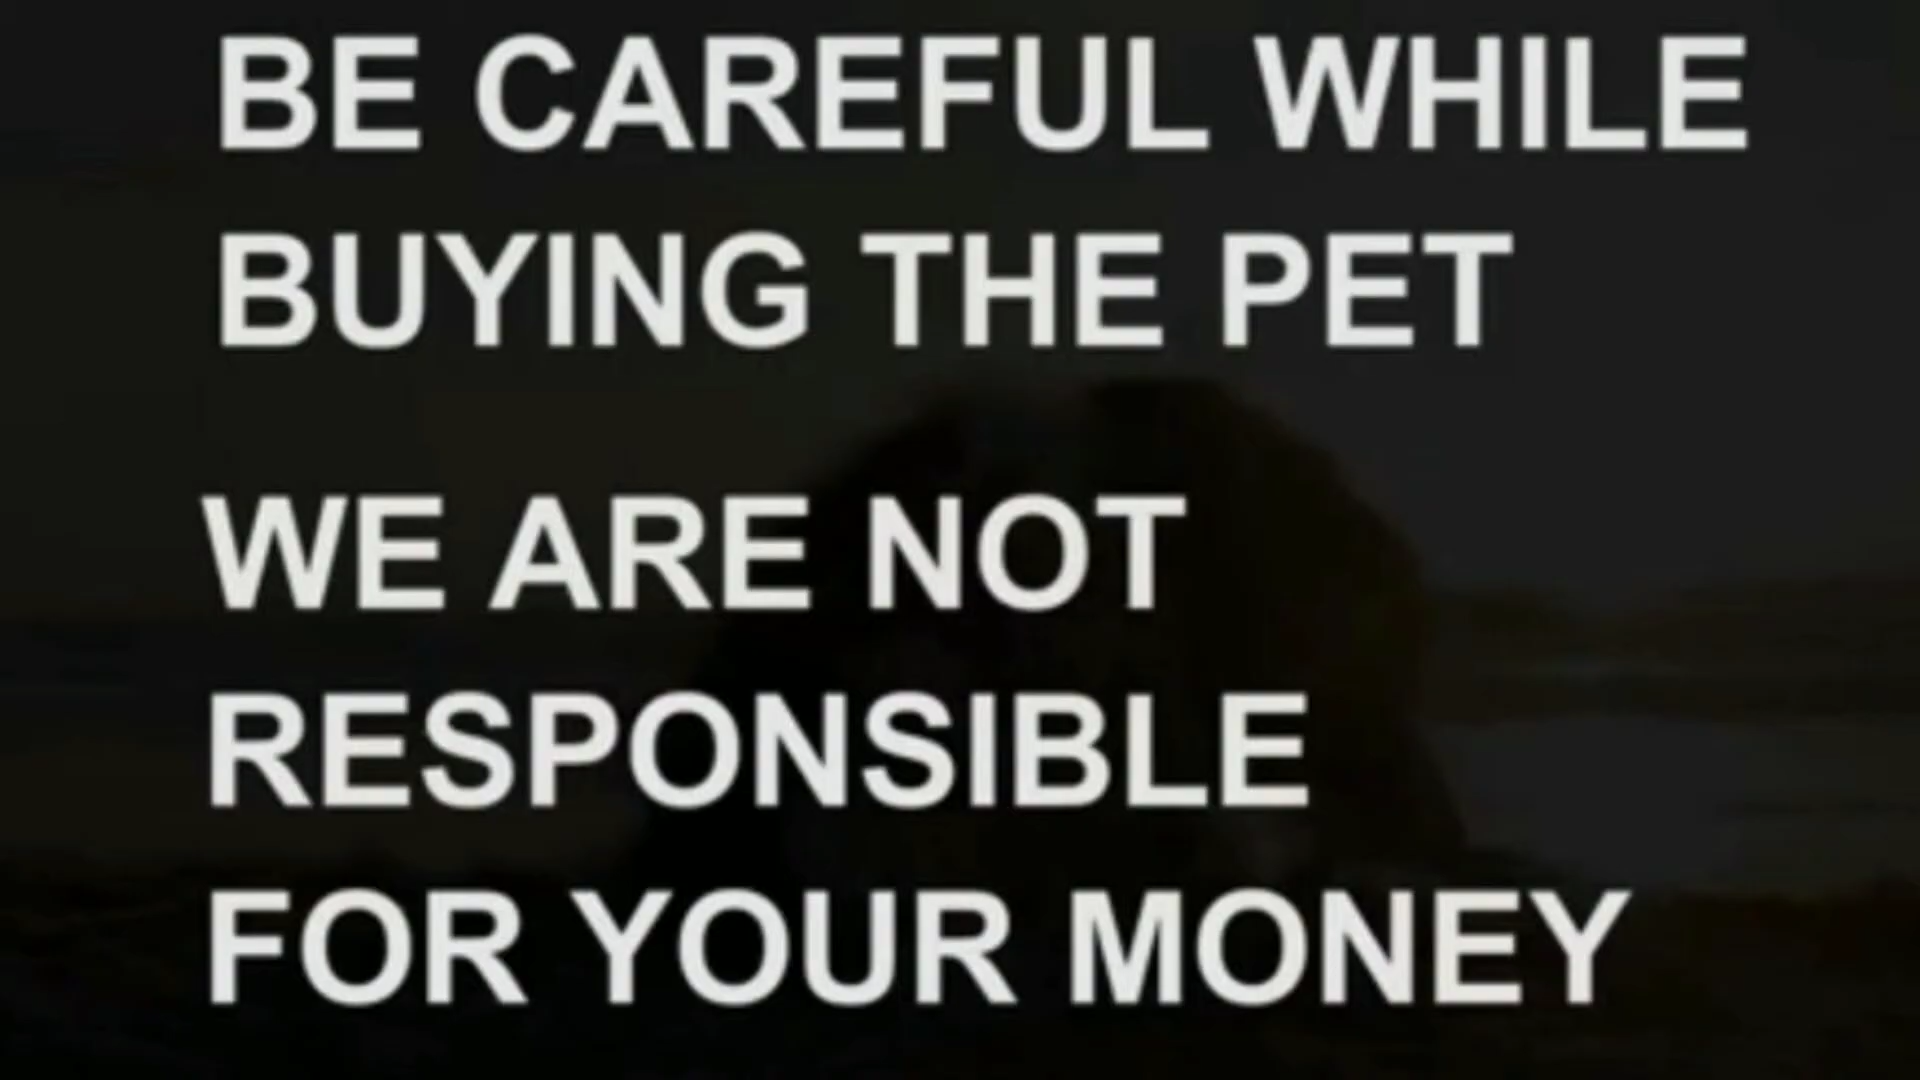 BE CAREFUL WHILE
BUYING THE PET
WE ARE NOT
RESPONSIBLE
FOR YOUR MONEY